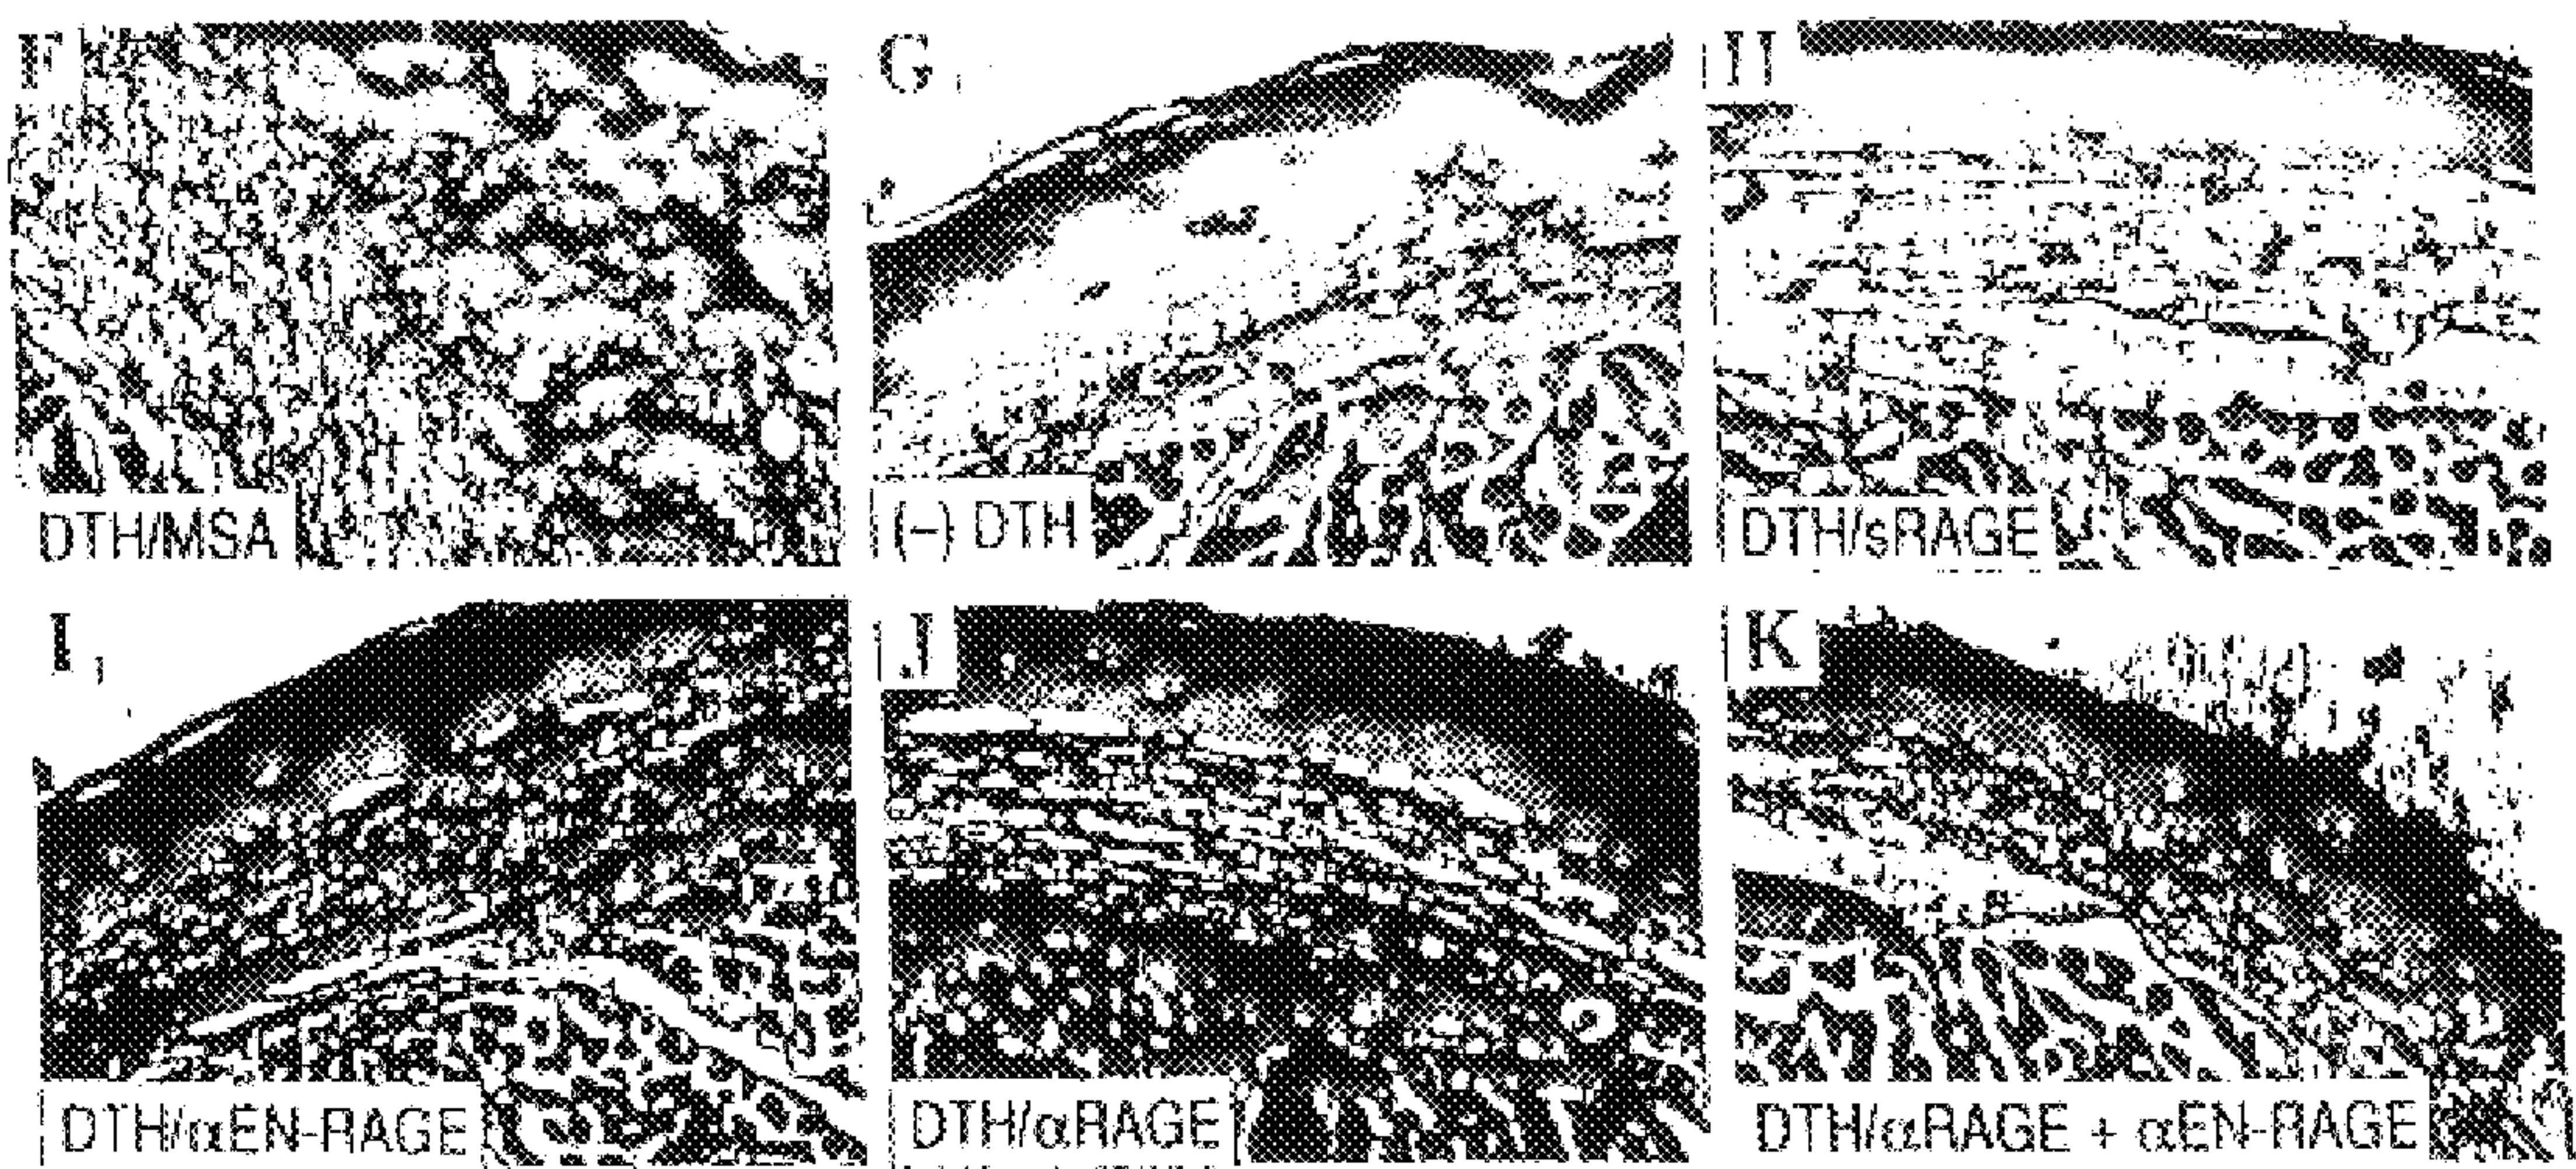 F
G
H
DTH/MSA
(-) DTH
DTH/sRAGE
I
J
K
DTH/αEN-RAGE
DTH/αRAGE
DTH/αRAGE + αEN-RAGE